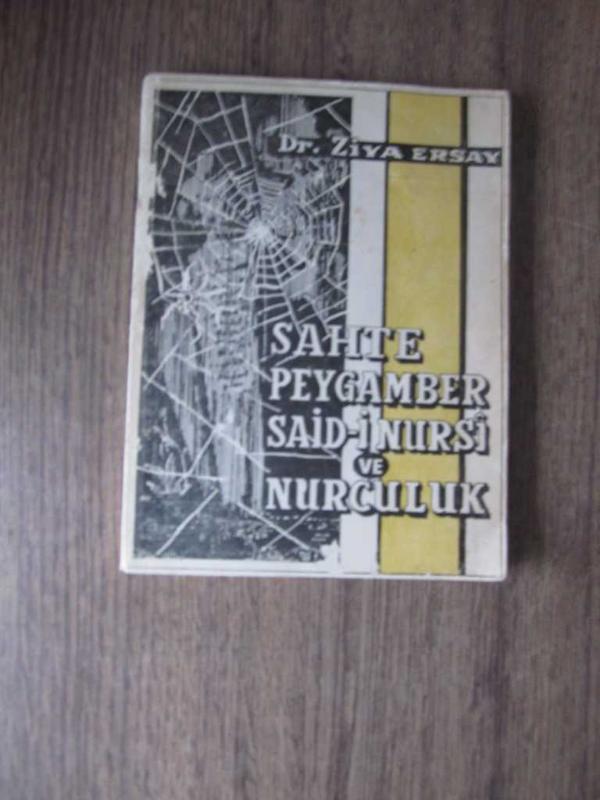 Dr. Ziya ERSAY
SAHTE
PEYGAMBER
SAİD-İ NURSÎ
VE
NURCULUK